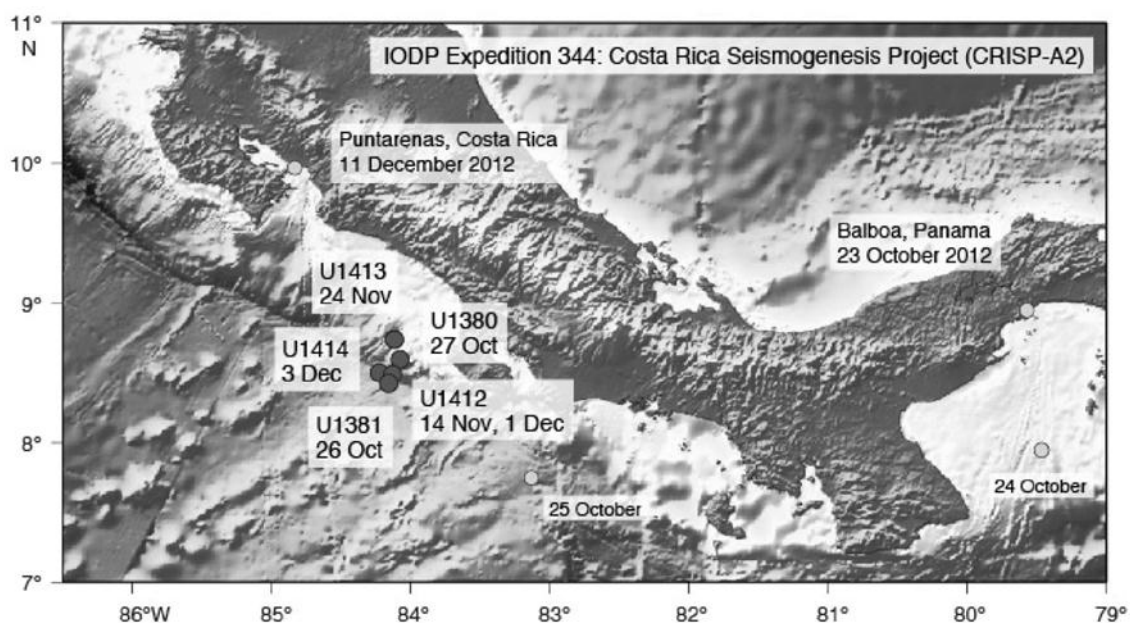 11°
N
IODP Expedition 344: Costa Rica Seismogenesis Project (CRISP-A2)
10°
Puntarenas, Costa Rica
11 December 2012
Balboa, Panama
23 October 2012
9°
U1413
24 Nov
U1380
27 Oct
U1414
3 Dec
U1412
14 Nov, 1 Dec
U1381
26 Oct
8°
24 October
25 October
7°
86°W
85°
84°
83°
82°
81°
80°
79°